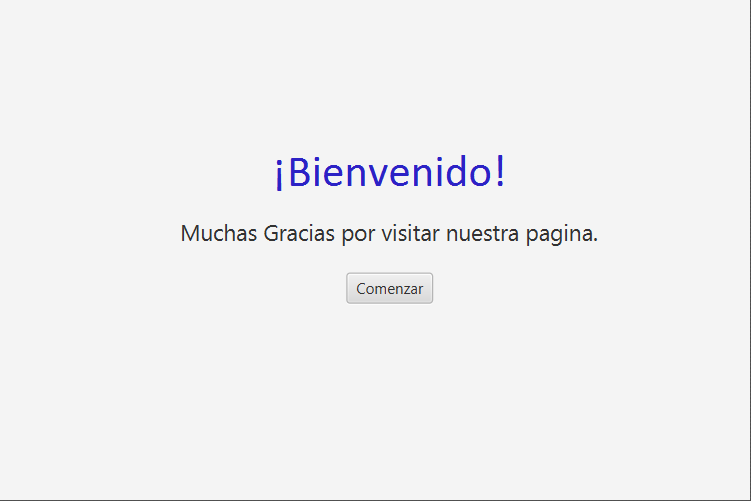 ¡Bienvenido!
Muchas Gracias por visitar nuestra pagina.
Comenzar